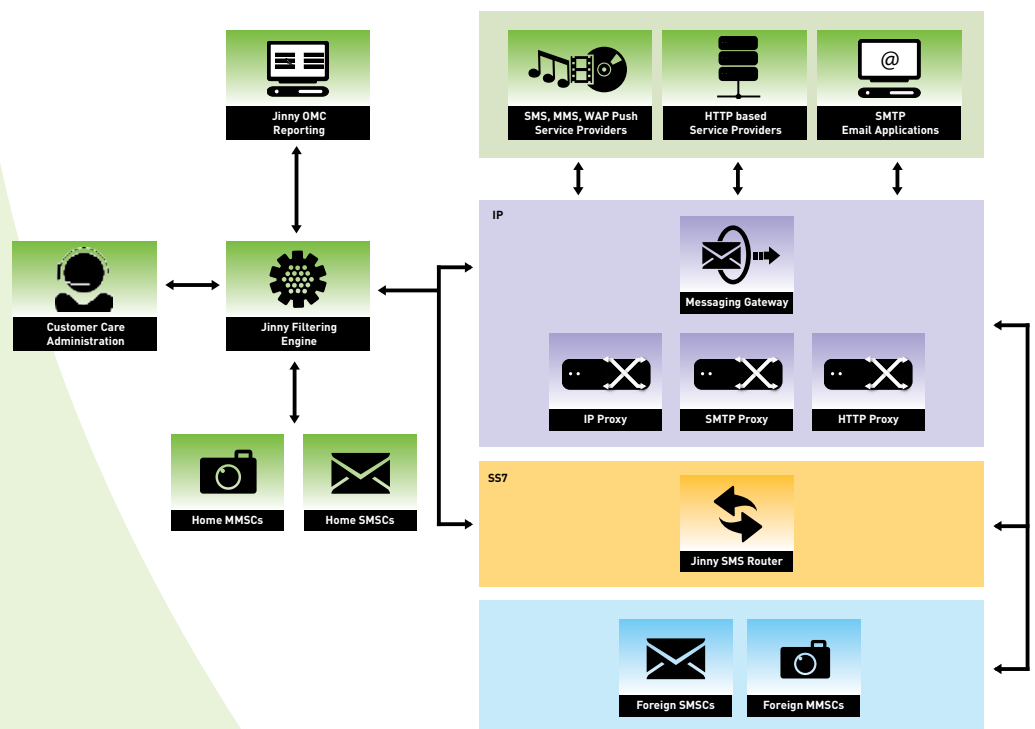 Jinny OMC
Reporting
SMS, MMS, WAP Push
Service Providers
HTTP based
Service Providers
@
SMTP
Email Applications
IP
Messaging Gateway
Customer Care
Administration
Jinny Filtering
Engine
IP Proxy
SMTP Proxy
HTTP Proxy
Home MMSCs
Home SMSCs
SS7
Jinny SMS Router
Foreign SMSCs
Foreign MMSCs